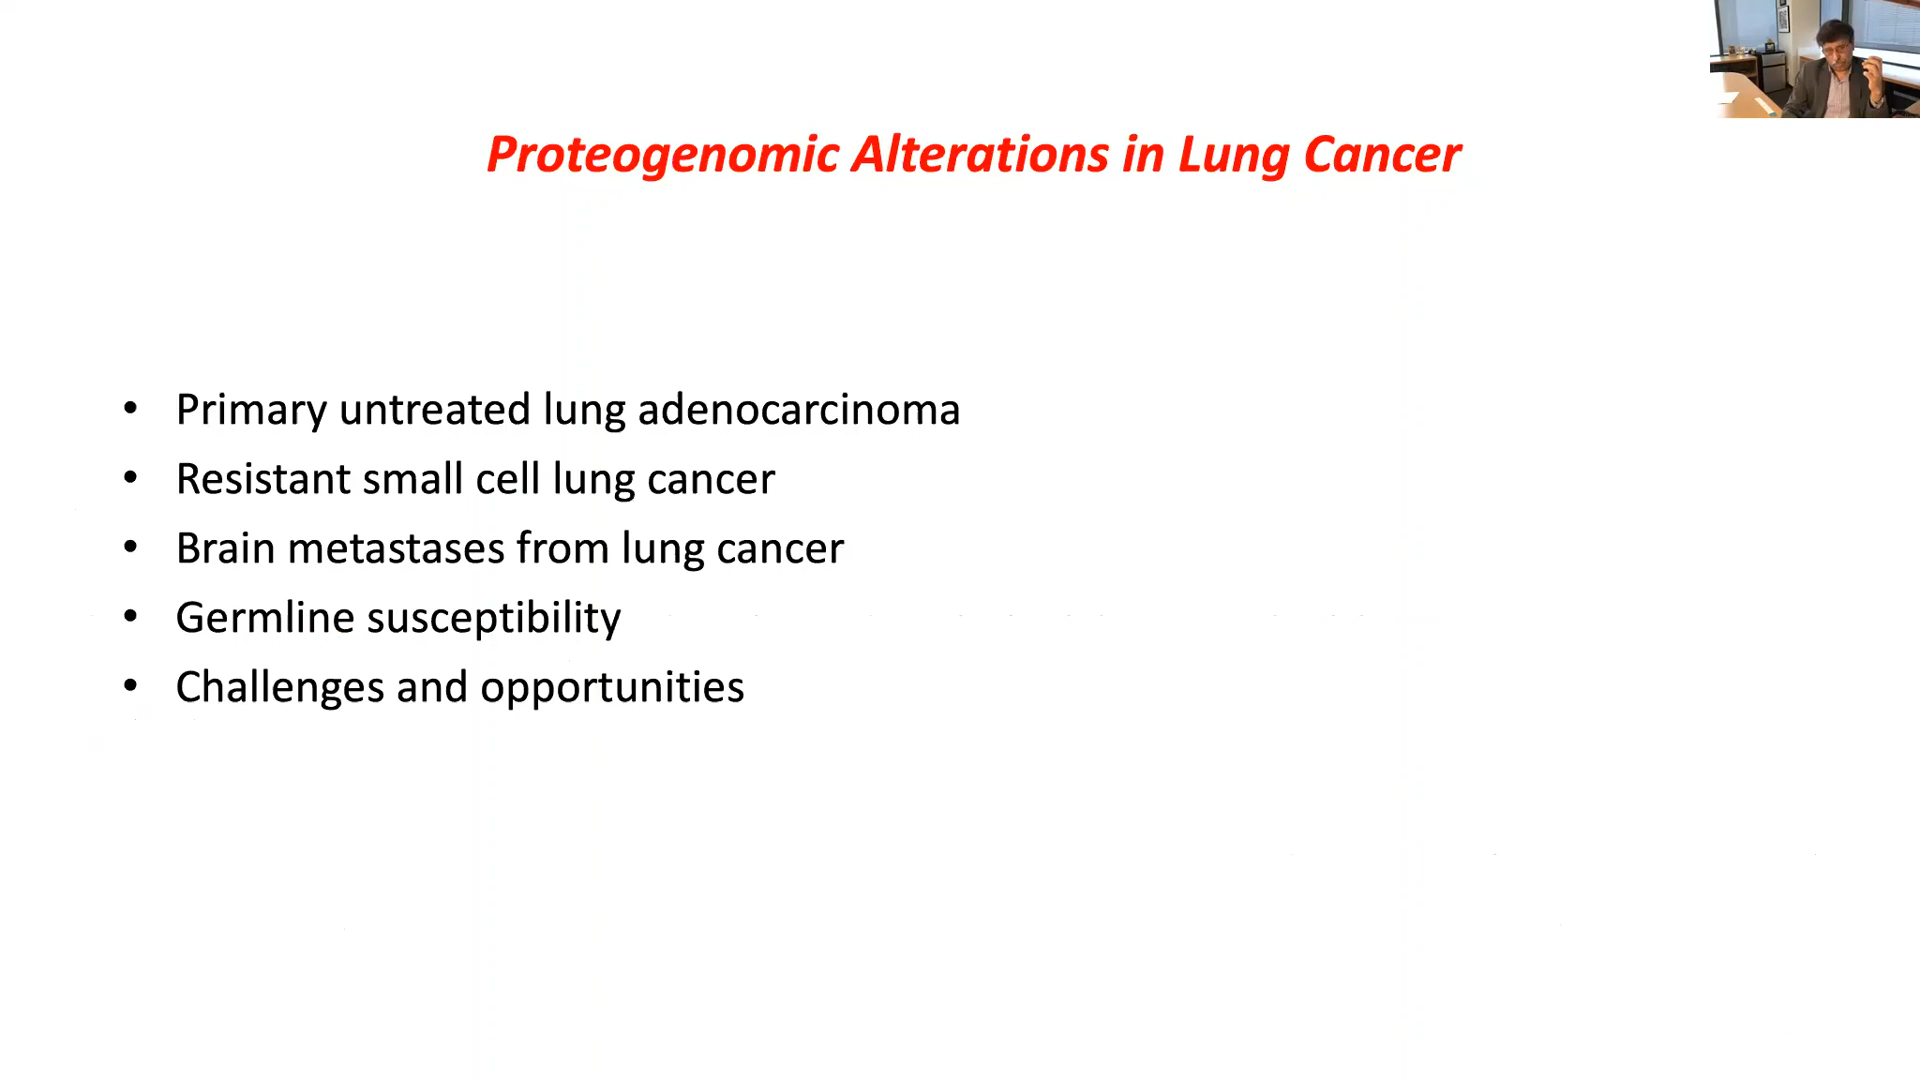 Proteogenomic Alterations in Lung Cancer
• Primary untreated lung adenocarcinoma
• Resistant small cell lung cancer
• Brain metastases from lung cancer
• Germline susceptibility
• Challenges and opportunities